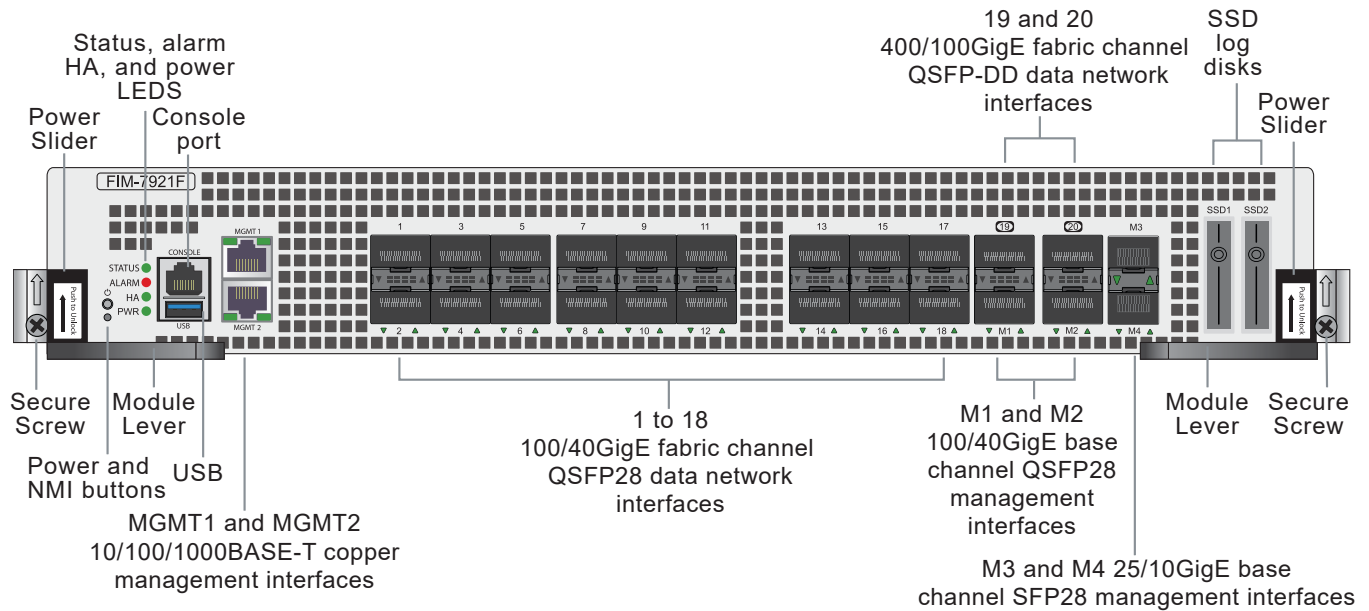 Status, alarm
HA, and power
LEDS
Power
Slider
Console
port
19 and 20
400/100GigE fabric channel
QSFP-DD data network
interfaces
SSD
log
disks
Power
Slider
FIM-7921F
STATUS
ALARM
HA
PWR
CONSOLE
USB
MGMT 1
MGMT 2
1 3 5 7 9 11 13 15 17 19 20 M3
2 4 6 8 10 12 14 16 18 M1 M2 M4
SSD1 SSD2
Push to Unlock
Push to Unlock
Secure
Screw
Module
Lever
Power and
NMI buttons
USB
MGMT1 and MGMT2
10/100/1000BASE-T copper
management interfaces
1 to 18
100/40GigE fabric channel
QSFP28 data network
interfaces
M1 and M2
100/40GigE base
channel QSFP28
management
interfaces
M3 and M4 25/10GigE base
channel SFP28 management interfaces
Module
Lever
Secure
Screw